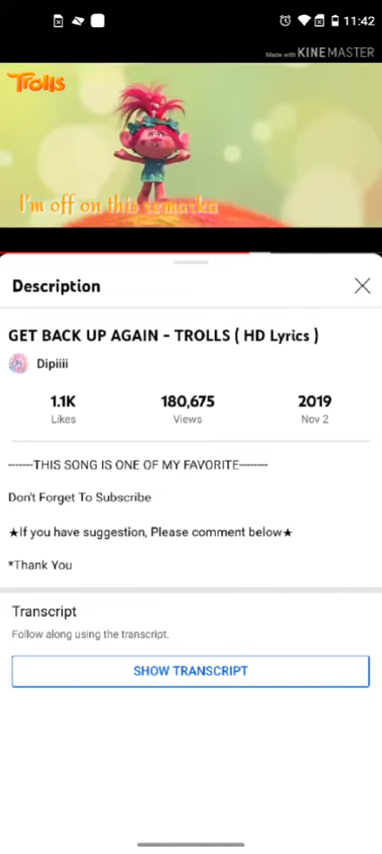 11:42
Made with KINEMASTER
Trolls
I'm off on this remarka
Description
GET BACK UP AGAIN - TROLLS ( HD Lyrics )
Dipiiii
1.1K
180,675
2019
Likes
Views
Nov 2
-------THIS SONG IS ONE OF MY FAVORITE--------
Don't Forget To Subscribe
★If you have suggestion, Please comment below★
*Thank You
Transcript
Follow along using the transcript.
SHOW TRANSCRIPT